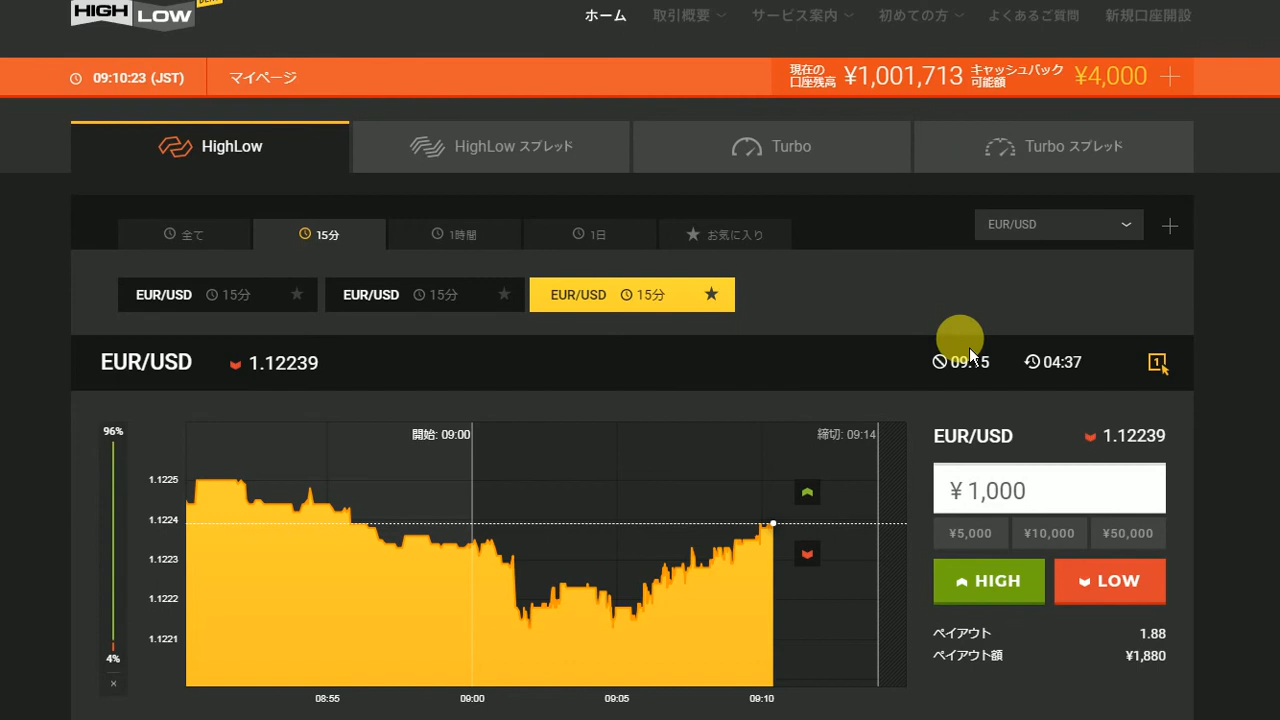 HIGH LOW
ホーム 取引概要 サービス案内 初めての方 よくあるご質問 新規口座開設
09:10:23 (JST) マイページ 現在の口座残高 ¥1,001,713 キャッシュバック可能額 ¥4,000
HighLow HighLow スプレッド Turbo Turbo スプレッド
全て 15分 1時間 1日 お気に入り EUR/USD
EUR/USD 15分 EUR/USD 15分 EUR/USD 15分
EUR/USD 1.12239 09:15 04:37 1
96%
開始: 09:00 締切: 09:14
EUR/USD 1.12239
1.1225
¥ 1,000
1.1224
¥5,000 ¥10,000 ¥50,000
1.1223
HIGH LOW
1.1222
1.1221
ペイアウト 1.88
4%
ペイアウト額 ¥1,880
08:55 09:00 09:05 09:10